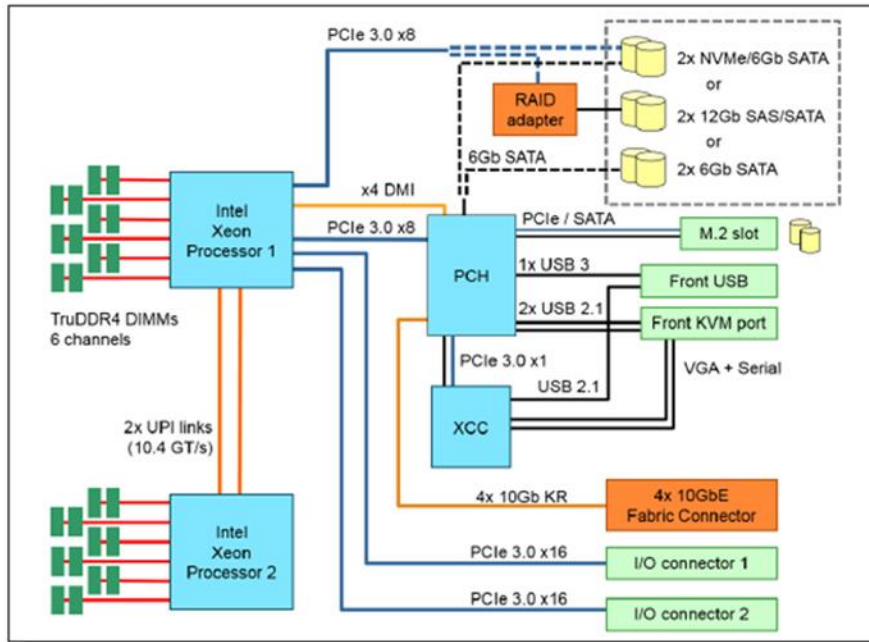 PCIe 3.0 x8
2x NVMe/6Gb SATA
or
RAID
adapter
2x 12Gb SAS/SATA
or
6Gb SATA
2x 6Gb SATA
x4 DMI
Intel
Xeon
Processor 1
PCIe 3.0 x8
PCH
PCIe / SATA
M.2 slot
1x USB 3
Front USB
2x USB 2.1
Front KVM port
TruDDR4 DIMMs
6 channels
PCIe 3.0 x1
VGA + Serial
USB 2.1
XCC
2x UPI links
(10.4 GT/s)
4x 10Gb KR
4x 10GbE
Fabric Connector
Intel
Xeon
Processor 2
PCIe 3.0 x16
I/O connector 1
PCIe 3.0 x16
I/O connector 2